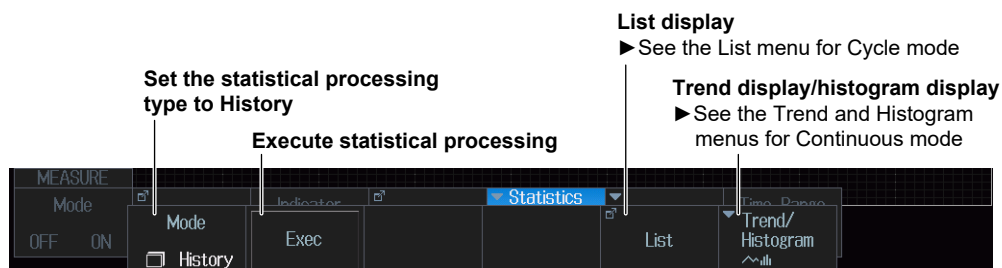 List display
►See the List menu for Cycle mode
Set the statistical processing
type to History
Trend display/histogram display
►See the Trend and Histogram
menus for Continuous mode
Execute statistical processing
MEASURE
Mode
OFF ON
Mode
History
Indicator
Exec
Statistics
List
Time Range
Trend/
Histogram